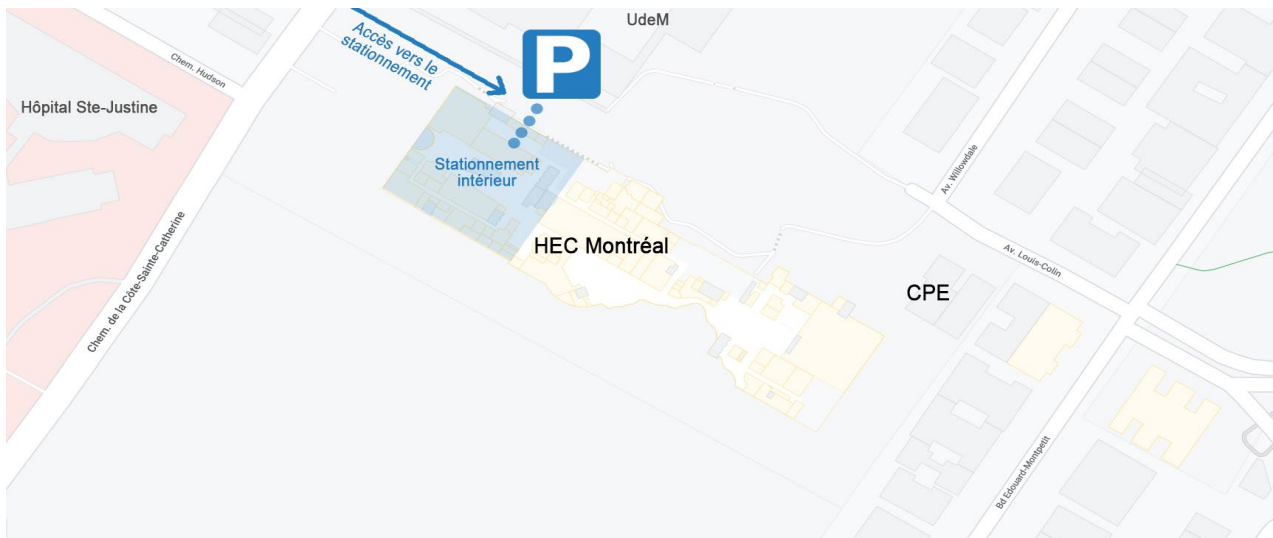 UdeM
Accès vers le
stationnement
P
Chem. Hudson
Hôpital Ste-Justine
Stationnement
intérieur
Av. Willowdale
HEC Montréal
Av. Louis-Colin
CPE
Chem. de la Côte-Sainte-Catherine
Bd Edouard-Montpetit